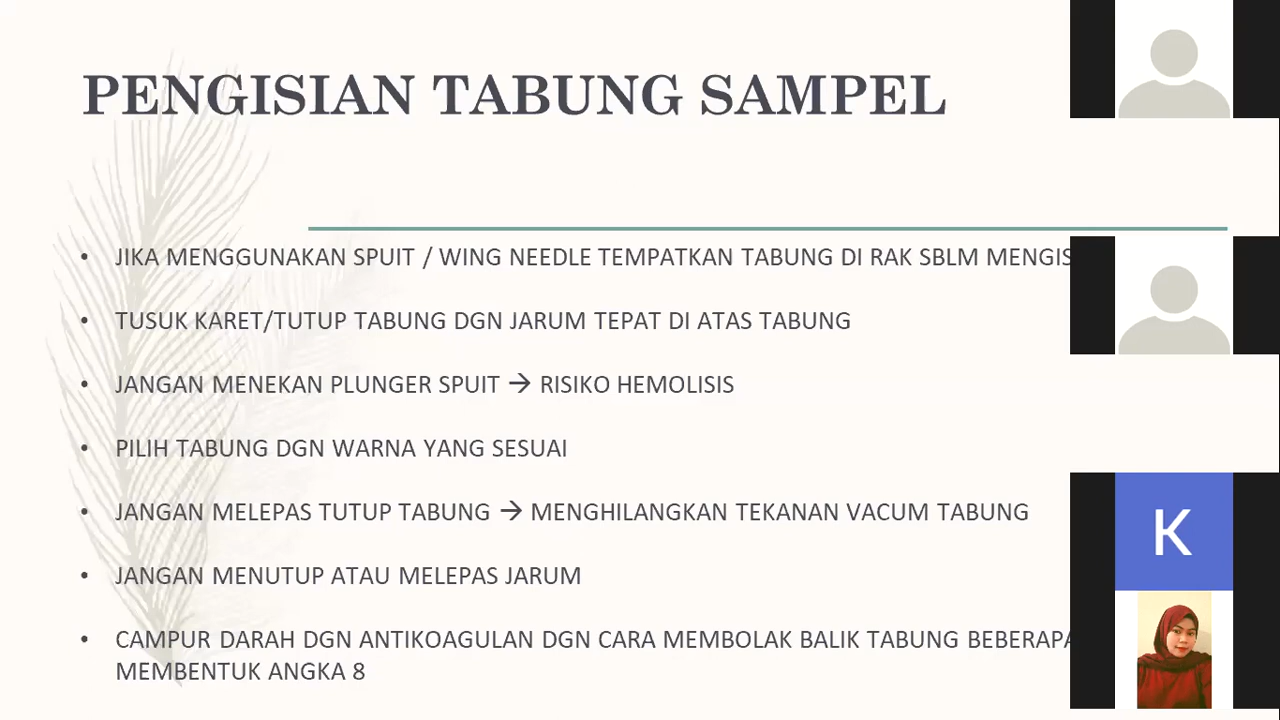 PENGISIAN TABUNG SAMPEL
• JIKA MENGGUNAKAN SPUIT / WING NEEDLE TEMPATKAN TABUNG DI RAK SBLM
• TUSUK KARET/TUTUP TABUNG DGN JARUM TEPAT DI ATAS TABUNG
• JANGAN MENEKAN PLUNGER SPUIT → RISIKO HEMOLISIS
• PILIH TABUNG DGN WARNA YANG SESUAI
• JANGAN MELEPAS TUTUP TABUNG → MENGHILANGKAN TEKANAN VACUM TABUNG
• JANGAN MENUTUP ATAU MELEPAS JARUM
• CAMPUR DARAH DGN ANTIKOAGULAN DGN CARA MEMBOLAK BALIK TABUNG BEBERAPA
MEMBENTUK ANGKA 8
K